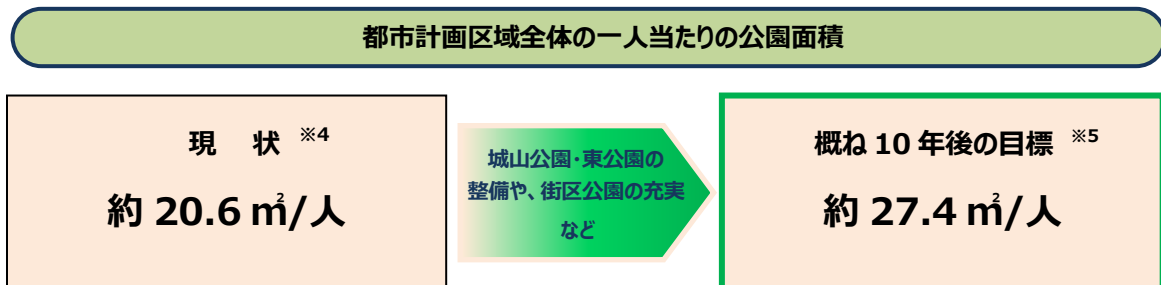 都市計画区域全体の一人当たりの公園面積
現　状 ※4
約 20.6 ㎡/人
城山公園・東公園の
整備や、街区公園の充実
など
概ね 10 年後の目標 ※5
約 27.4 ㎡/人